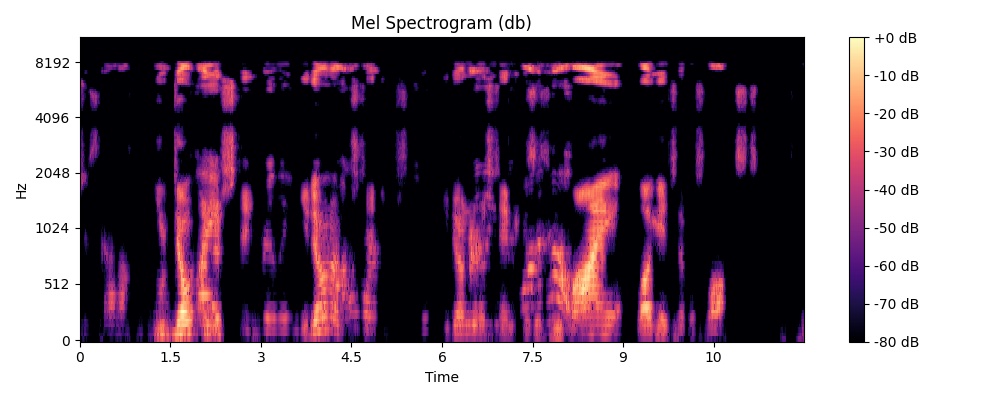 Mel Spectrogram (db)
Hz
8192
4096
2048
1024
512
0
0 1.5 3 4.5 6 7.5 9 10
Time
+0 dB
-10 dB
-20 dB
-30 dB
-40 dB
-50 dB
-60 dB
-70 dB
-80 dB